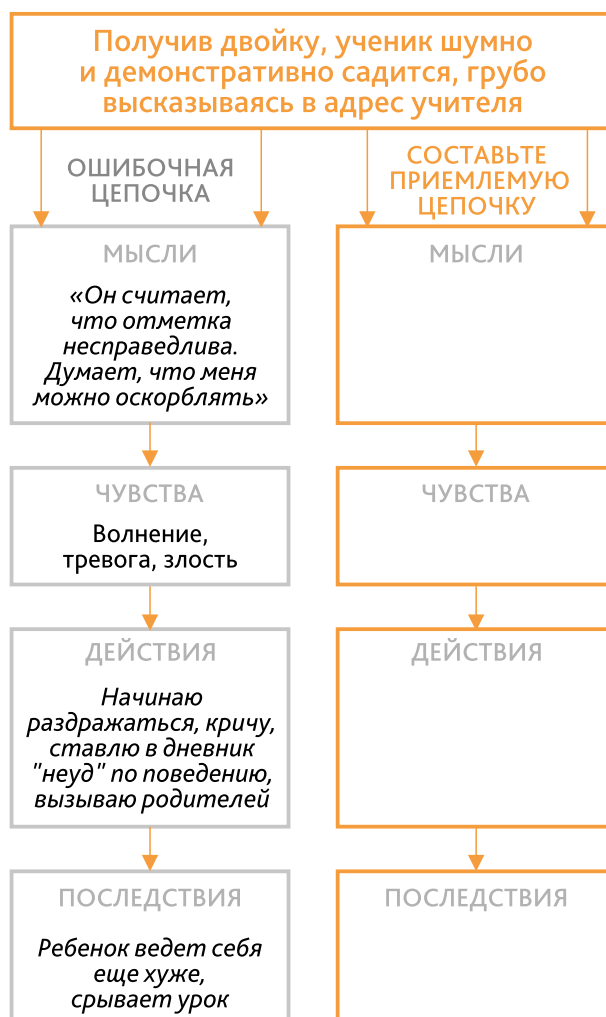 Получив двойку, ученик шумно
и демонстративно садится, грубо
высказываясь в адрес учителя
ОШИБОЧНАЯ
ЦЕПОЧКА
МЫСЛИ
«Он считает,
что отметка
несправедлива.
Думает, что меня
можно оскорблять»
ЧУВСТВА
Волнение,
тревога, злость
ДЕЙСТВИЯ
Начинаю
раздражаться, кричу,
ставлю в дневник
"неуд" по поведению,
вызываю родителей
ПОСЛЕДСТВИЯ
Ребенок ведет себя
еще хуже,
срывает урок
СОСТАВЬТЕ
ПРИЕМЛЕМУЮ
ЦЕПОЧКУ
МЫСЛИ
ЧУВСТВА
ДЕЙСТВИЯ
ПОСЛЕДСТВИЯ